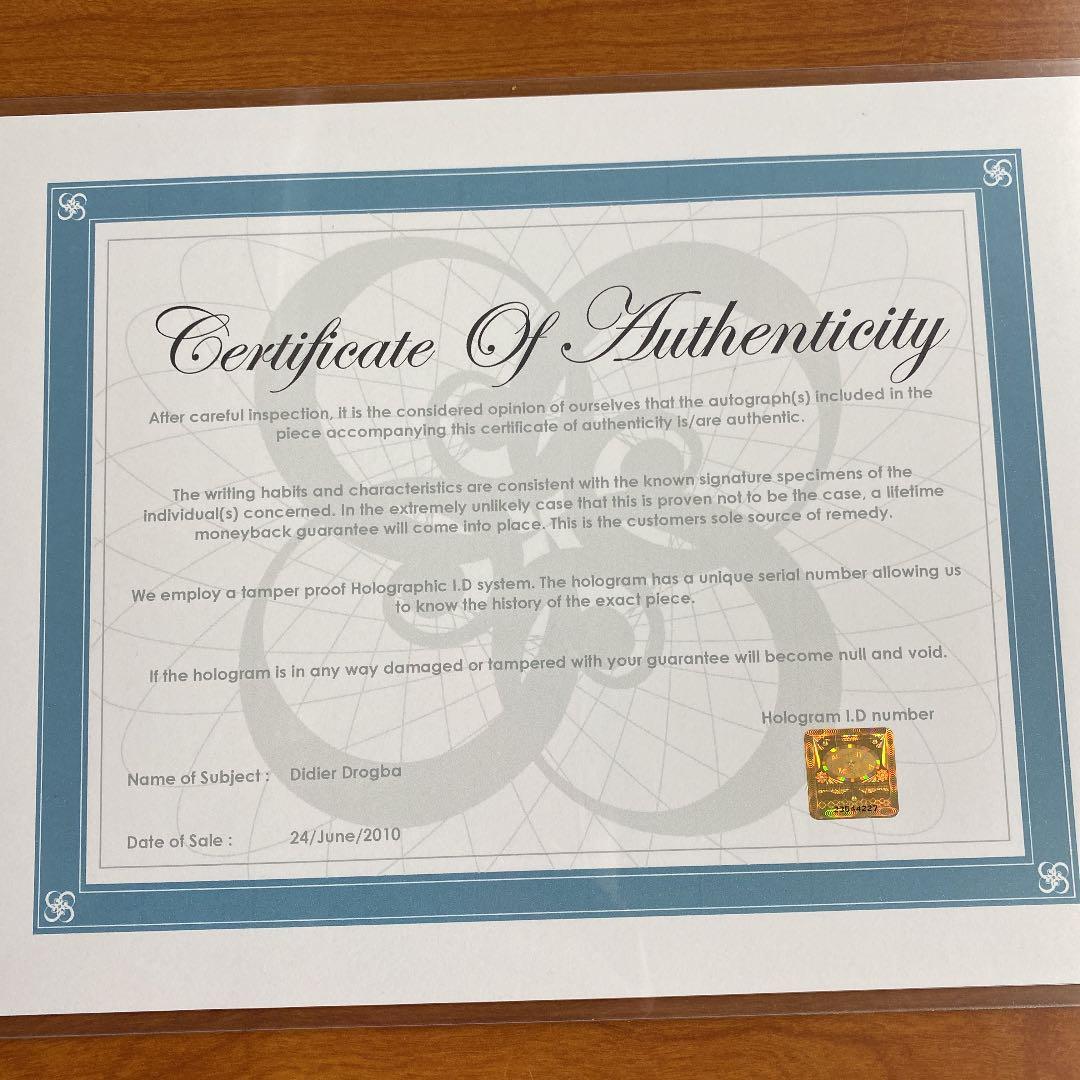 Certificate Of Authenticity
After careful inspection, it is the considered opinion of ourselves that the autograph(s) included in the
piece accompanying this certificate of authenticity is/are authentic.
The writing habits and characteristics are consistent with the known signature specimens of the
individual(s) concerned. In the extremely unlikely case that this is proven not to be the case, a lifetime
moneyback guarantee will come into place. This is the customers sole source of remedy.
We employ a tamper proof Holographic I.D system. The hologram has a unique serial number allowing us
to know the history of the exact piece.
If the hologram is in any way damaged or tampered with your guarantee will become null and void.
Hologram I.D number
Name of Subject : Didier Drogba
Date of Sale : 24/June/2010